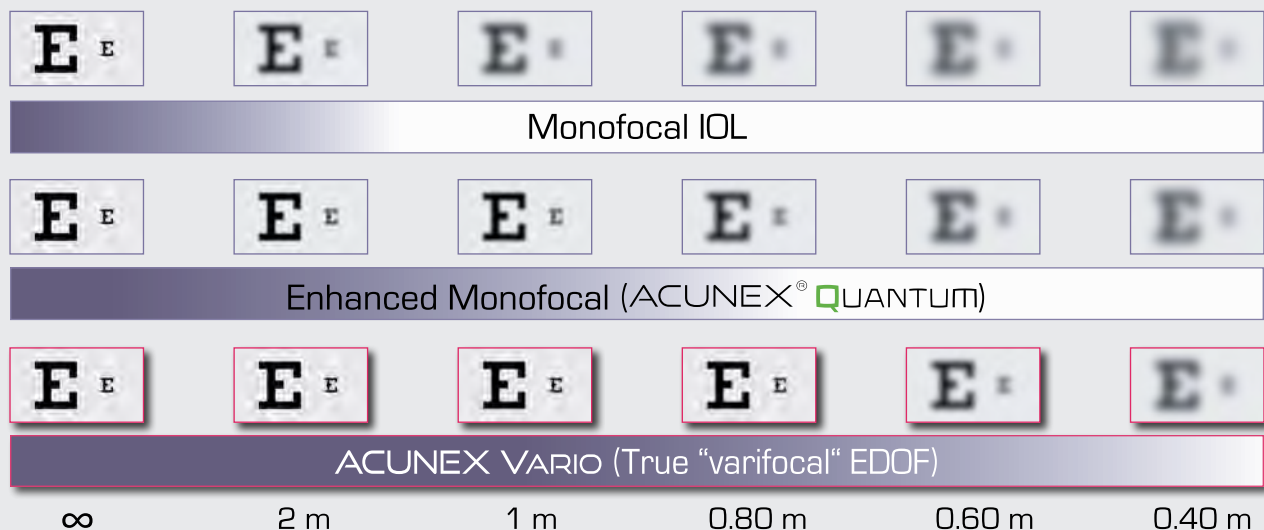 E E E E E E E E E E E E
Monofocal IOL
E E E E E E E E E E E E
Enhanced Monofocal (ACUNEX® QUANTUM)
E E E E E E E E E E E E
ACUNEX VARIO (True “varifocal“ EDOF)
∞ 2 m 1 m 0.80 m 0.60 m 0.40 m